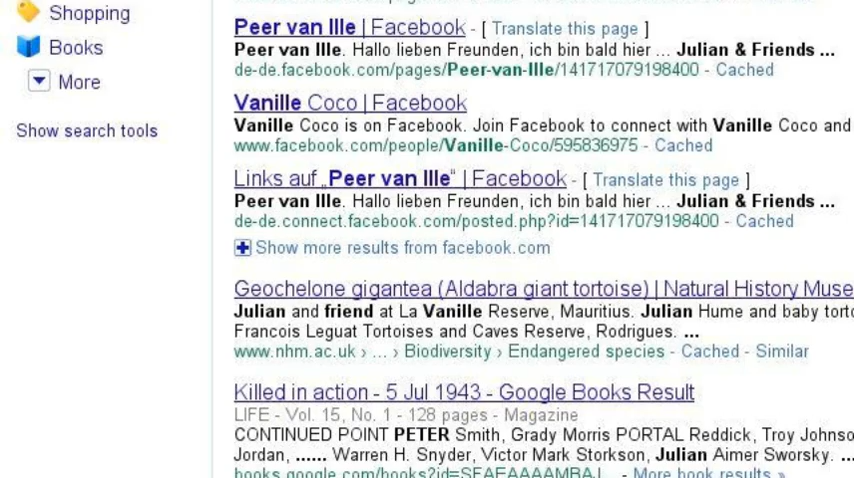 Shopping
Books
More
Show search tools
Peer van Ille | Facebook - [ Translate this page ]
Peer van Ille. Hallo lieben Freunden, ich bin bald hier ... Julian & Friends ...
de-de.facebook.com/pages/Peer-van-Ille/141717079198400 - Cached
Vanille Coco | Facebook
Vanille Coco is on Facebook. Join Facebook to connect with Vanille Coco and
www.facebook.com/people/Vanille-Coco/595836975 - Cached
Links auf „Peer van Ille“ | Facebook - [ Translate this page ]
Peer van Ille. Hallo lieben Freunden, ich bin bald hier ... Julian & Friends ...
de-de.connect.facebook.com/posted.php?id=141717079198400 - Cached
Show more results from facebook.com
Geochelone gigantea (Aldabra giant tortoise) | Natural History Muse
Julian and friend at La Vanille Reserve, Mauritius. Julian Hume and baby torto
Francois Leguat Tortoises and Caves Reserve, Rodrigues. ...
www.nhm.ac.uk › ... › Biodiversity › Endangered species - Cached - Similar
Killed in action - 5 Jul 1943 - Google Books Result
LIFE - Vol. 15, No. 1 - 128 pages - Magazine
CONTINUED POINT PETER Smith, Grady Morris PORTAL Reddick, Troy Johnso
Jordan, ...... Warren H. Snyder, Victor Mark Storkson, Julian Aimer Sworsky. ...
- More book results »